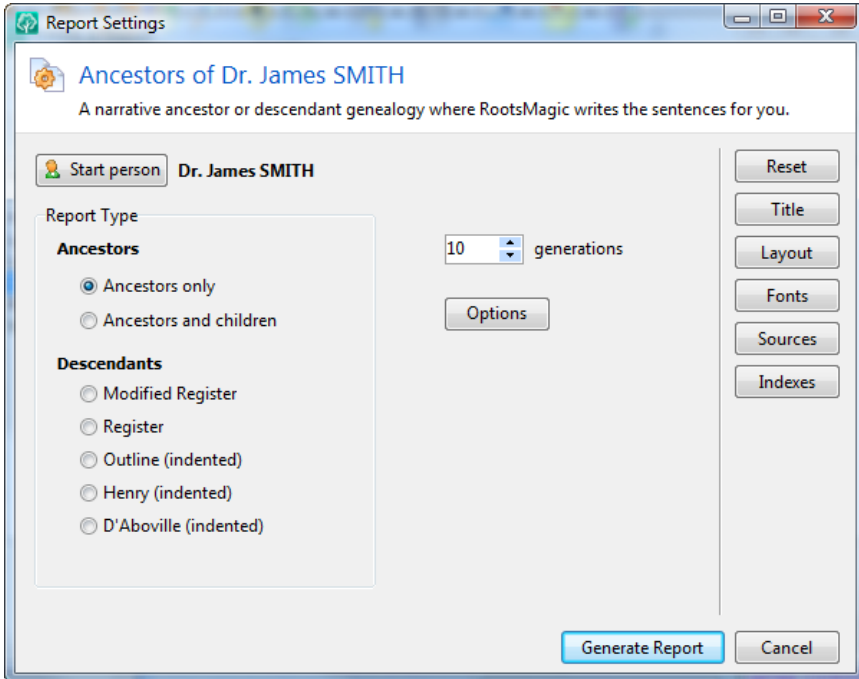 Report Settings
Ancestors of Dr. James SMITH
A narrative ancestor or descendant genealogy where RootsMagic writes the sentences for you.
Start person Dr. James SMITH
Report Type
Ancestors
Ancestors only
Ancestors and children
Descendants
Modified Register
Register
Outline (indented)
Henry (indented)
D'Aboville (indented)
10 generations
Options
Reset
Title
Layout
Fonts
Sources
Indexes
Generate Report Cancel